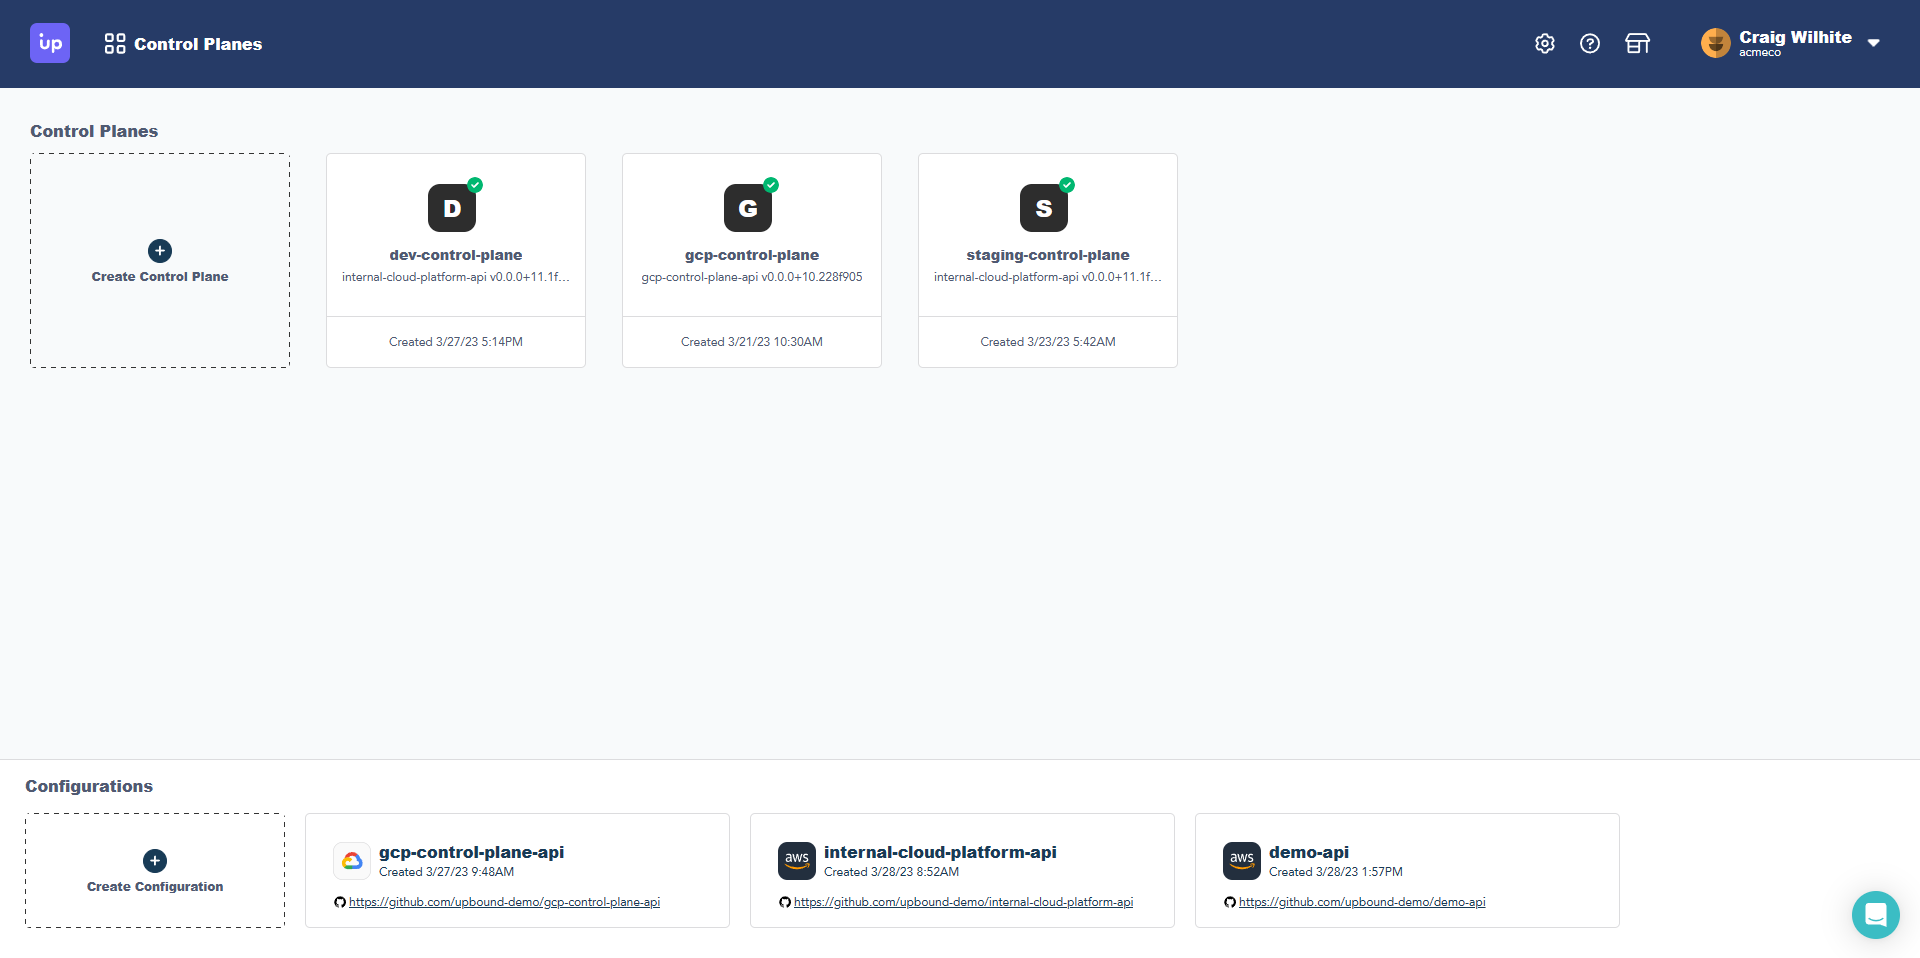 up
Control Planes
Craig Wilhite
acmeco
Control Planes
Create Control Plane
D
dev-control-plane
internal-cloud-platform-api v0.0.0+11.1f...
Created 3/27/23 5:14PM
G
gcp-control-plane
gcp-control-plane-api v0.0.0+10.228f905
Created 3/21/23 10:30AM
S
staging-control-plane
internal-cloud-platform-api v0.0.0+11.1f...
Created 3/23/23 5:42AM
Configurations
Create Configuration
gcp-control-plane-api
Created 3/27/23 9:48AM
https://github.com/upbound-demo/gcp-control-plane-api
aws
internal-cloud-platform-api
Created 3/28/23 8:52AM
https://github.com/upbound-demo/internal-cloud-platform-api
aws
demo-api
Created 3/28/23 1:57PM
https://github.com/upbound-demo/demo-api